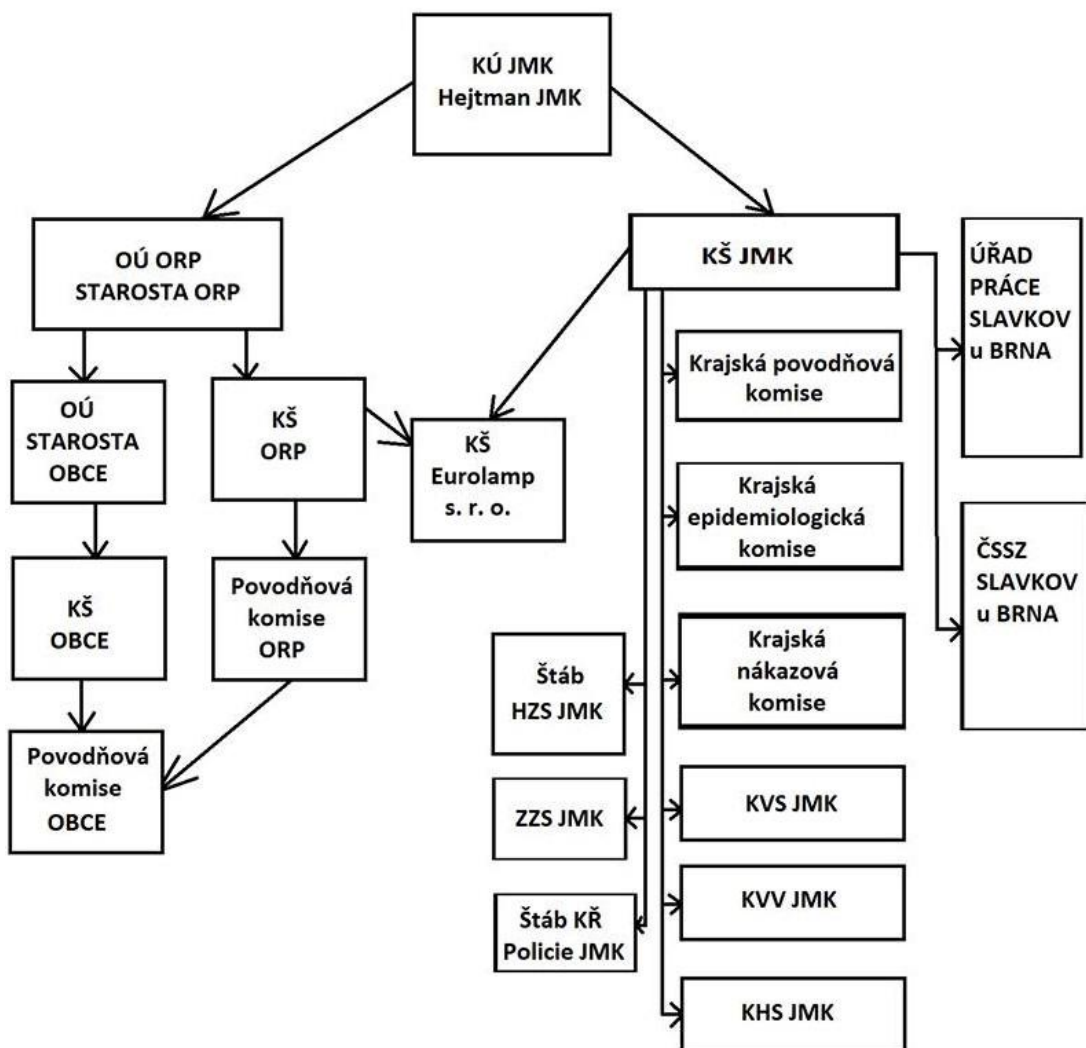 KÚ JMK
Hejtman JMK
OÚ ORP
STAROSTA ORP
KŠ JMK
ÚŘAD
PRÁCE
SLAVKOV
u BRNA
OÚ
STAROSTA
OBCE
KŠ
ORP
KŠ
Eurolamp
s. r. o.
Krajská povodňová
komise
Krajská
epidemiologická
komise
ČSSZ
SLAVKOV
u BRNA
KŠ
OBCE
Povodňová
komise
ORP
Štáb
HZS JMK
Krajská
nákazová
komise
Povodňová
komise
OBCE
ZZS JMK
KVS JMK
Štáb KŘ
Policie JMK
KVV JMK
KHS JMK